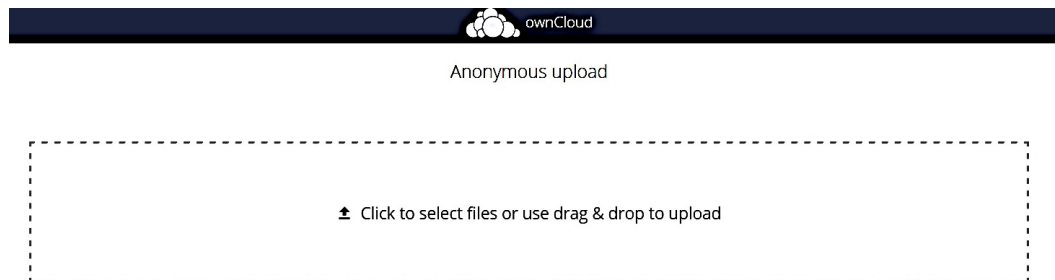 ownCloud
Anonymous upload
Click to select files or use drag & drop to upload